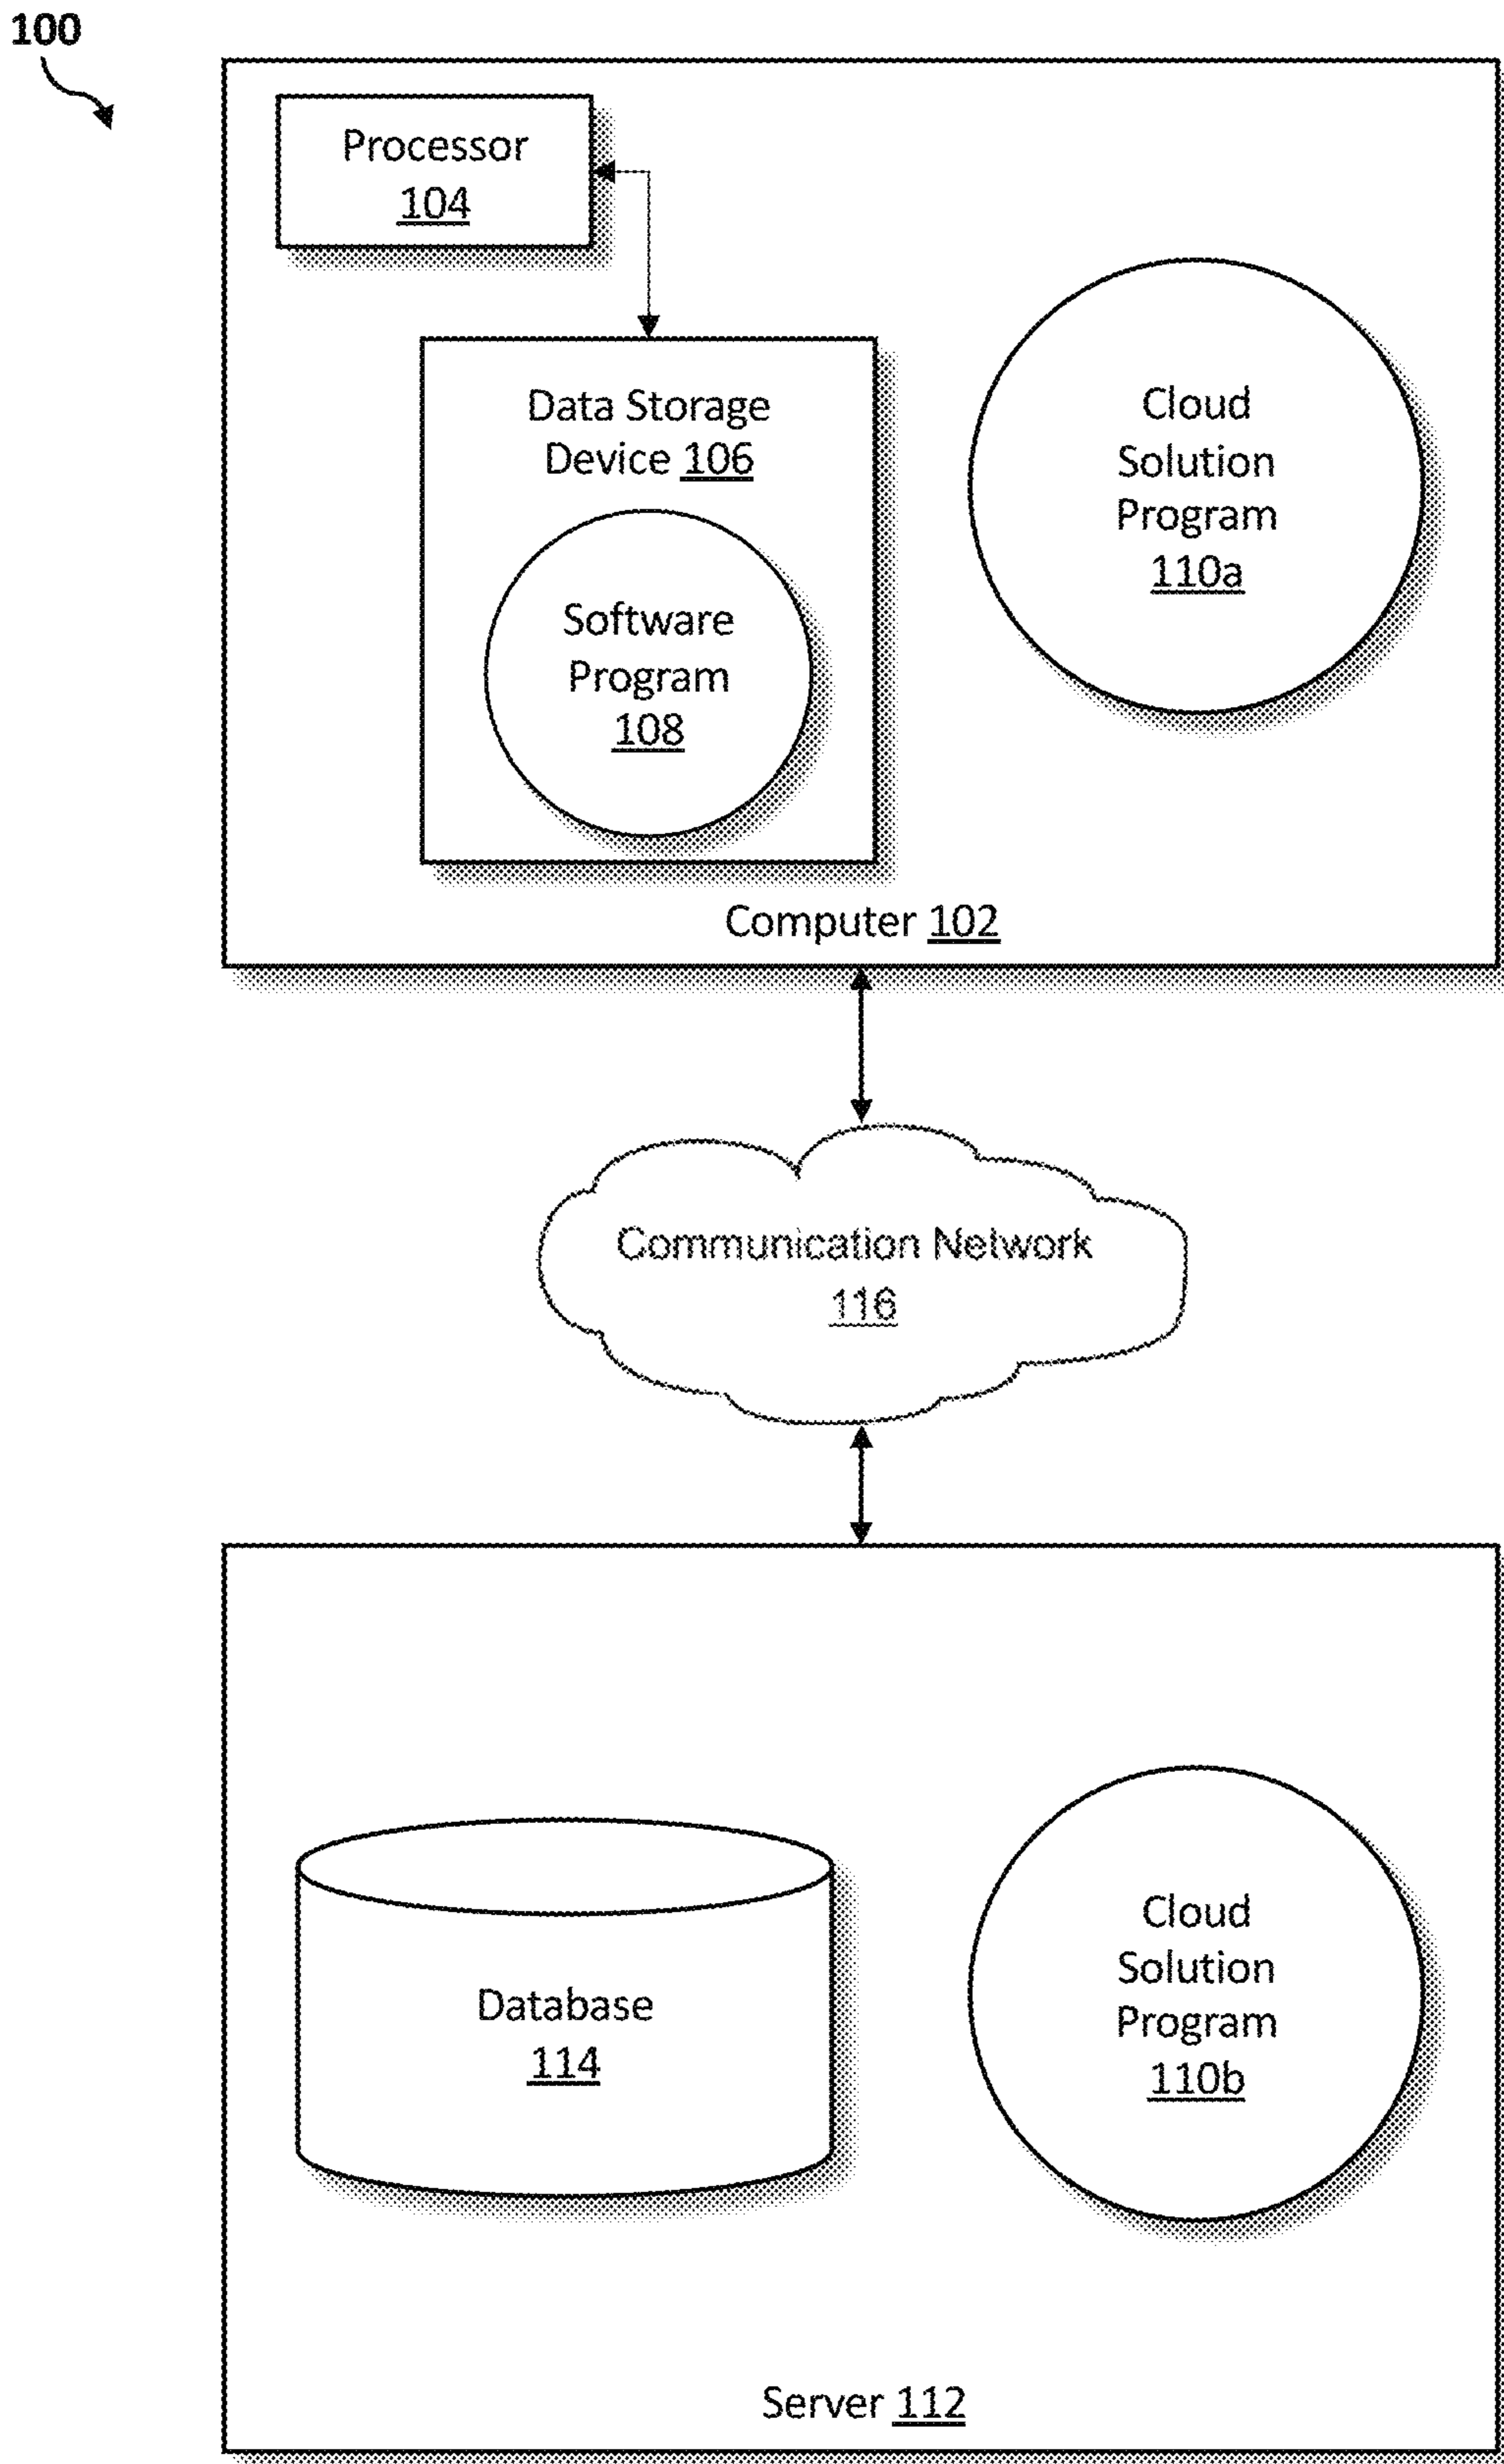 100
Processor
104
Data Storage
Device 106
Software
Program
108
Cloud
Solution
Program
110a
Computer 102
Communication Network
116
Database
114
Cloud
Solution
Program
110b
Server 112